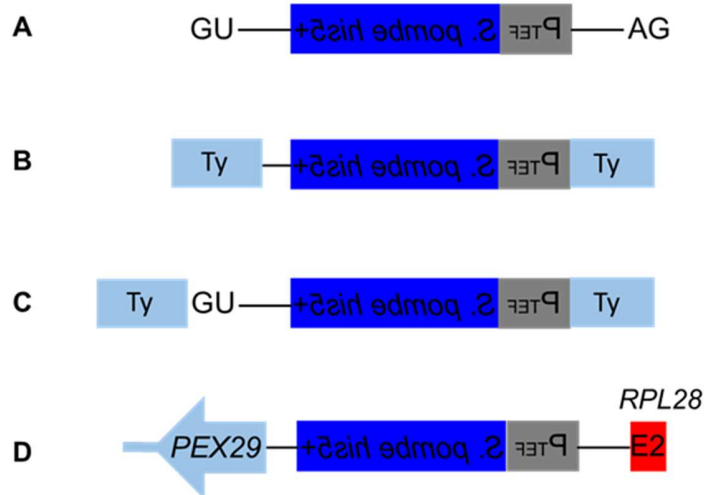 A GU S. pombe his5+ PTEF AG
B Ty S. pombe his5+ PTEF Ty
C Ty GU S. pombe his5+ PTEF Ty
RPL28
D PEX29 S. pombe his5+ PTEF E2